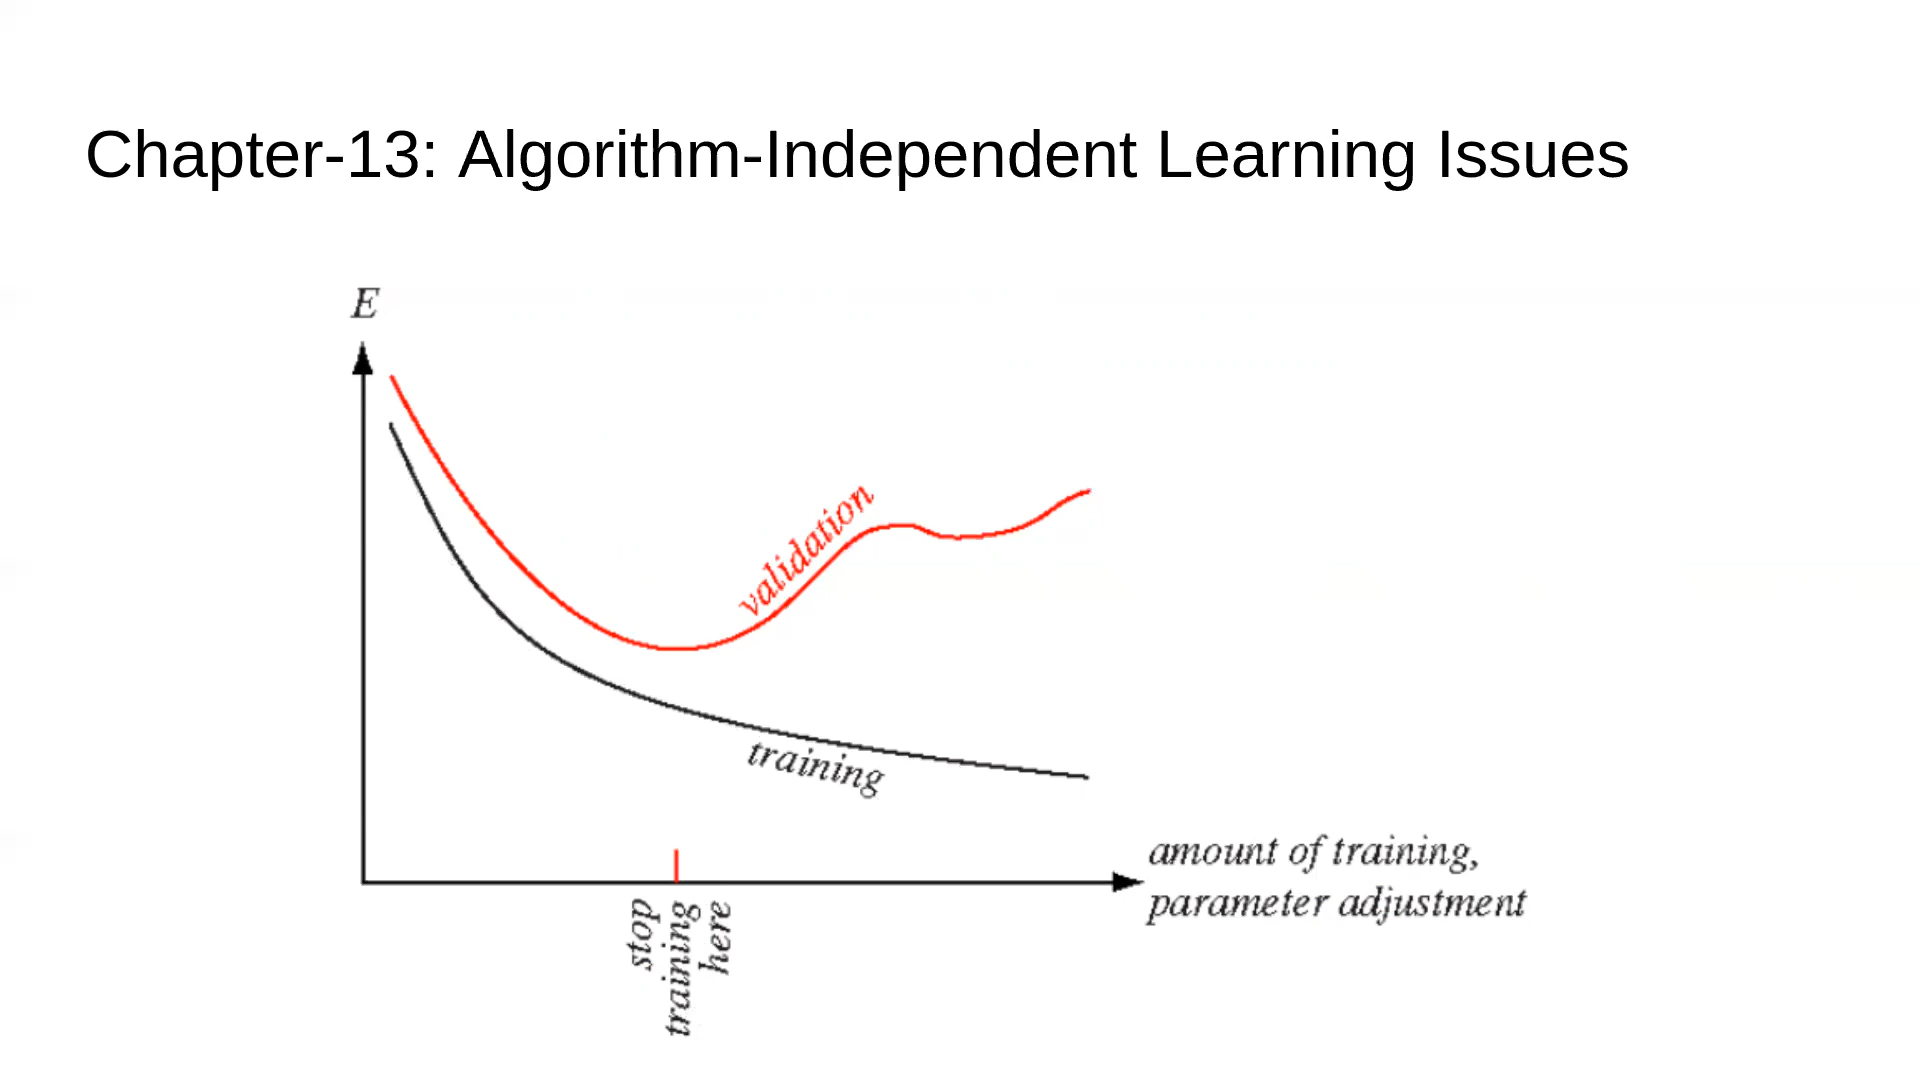 Chapter-13: Algorithm-Independent Learning Issues
E
validation
training
amount of training,
parameter adjustment
stop
training
here